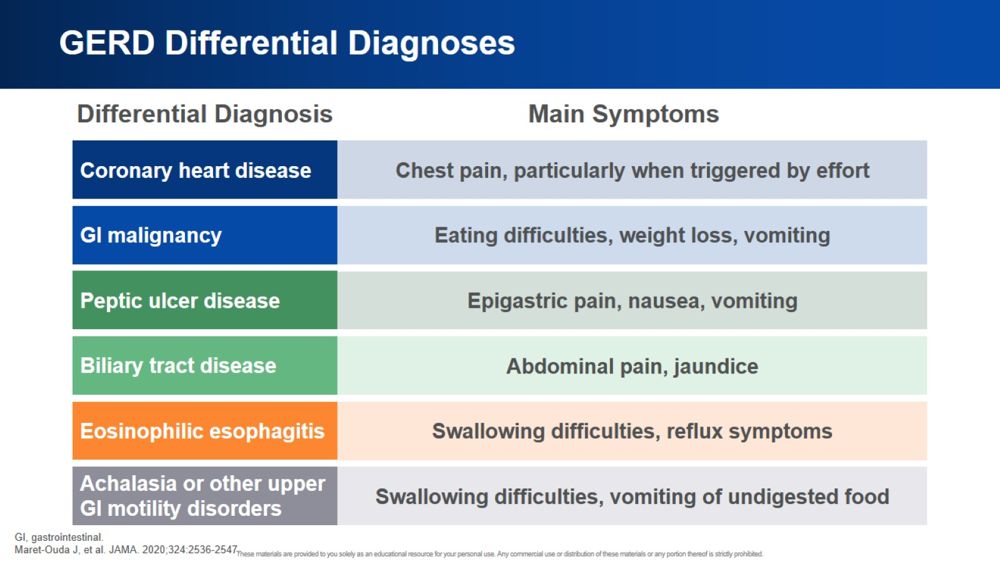 GERD Differential Diagnoses
Differential Diagnosis Main Symptoms
Coronary heart disease Chest pain, particularly when triggered by effort
GI malignancy Eating difficulties, weight loss, vomiting
Peptic ulcer disease Epigastric pain, nausea, vomiting
Biliary tract disease Abdominal pain, jaundice
Eosinophilic esophagitis Swallowing difficulties, reflux symptoms
Achalasia or other upper
GI motility disorders Swallowing difficulties, vomiting of undigested food
GI, gastrointestinal.
Maret-Ouda J, et al. JAMA. 2020;324:2536-2547.
These materials are provided to you solely as an educational resource for your personal use. Any commercial use or distribution of these materials or any portion thereof is strictly prohibited.